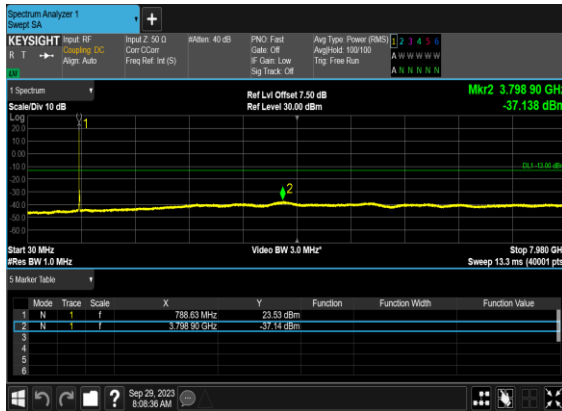 Spectrum Analyzer 1
Swept SA
+
KEYSIGHT Input: RF Input Z: 50 Ω #Atten: 40 dB PNO: Fast Avg Type: Power (RMS) 1 2 3 4 5 6
R T Coupling: DC Corr CCorr Gate: Off Avg|Hold: 100/100 A W W W W W
Align: Auto Freq Ref: Int (S) IF Gain: Low Trig: Free Run
LXI Sig Track: Off A N N N N N
1 Spectrum Ref Lvl Offset 7.50 dB Mkr2 3.798 90 GHz
Scale/Div 10 dB Ref Level 30.00 dBm -37.138 dBm
Log
1
20.0
10.0
0.00
-10.0
DL1 -13.00 dBm
-20.0
-30.0
2
-40.0
-50.0
-60.0
Start 30 MHz Video BW 3.0 MHz* Stop 7.980 GHz
#Res BW 1.0 MHz Sweep 13.3 ms (40001 pts)
5 Marker Table
Mode Trace Scale X Y Function Function Width Function Value
1 N 1 f 788.63 MHz 23.53 dBm
2 N 1 f 3.798 90 GHz -37.14 dBm
3
4
5
6
? Sep 29, 2023
8:08:36 AM